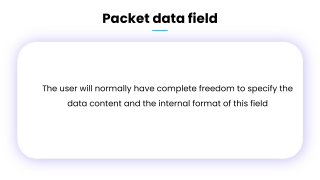 Packet data field
The user will normally have complete freedom to specify the
data content and the internal format of this field